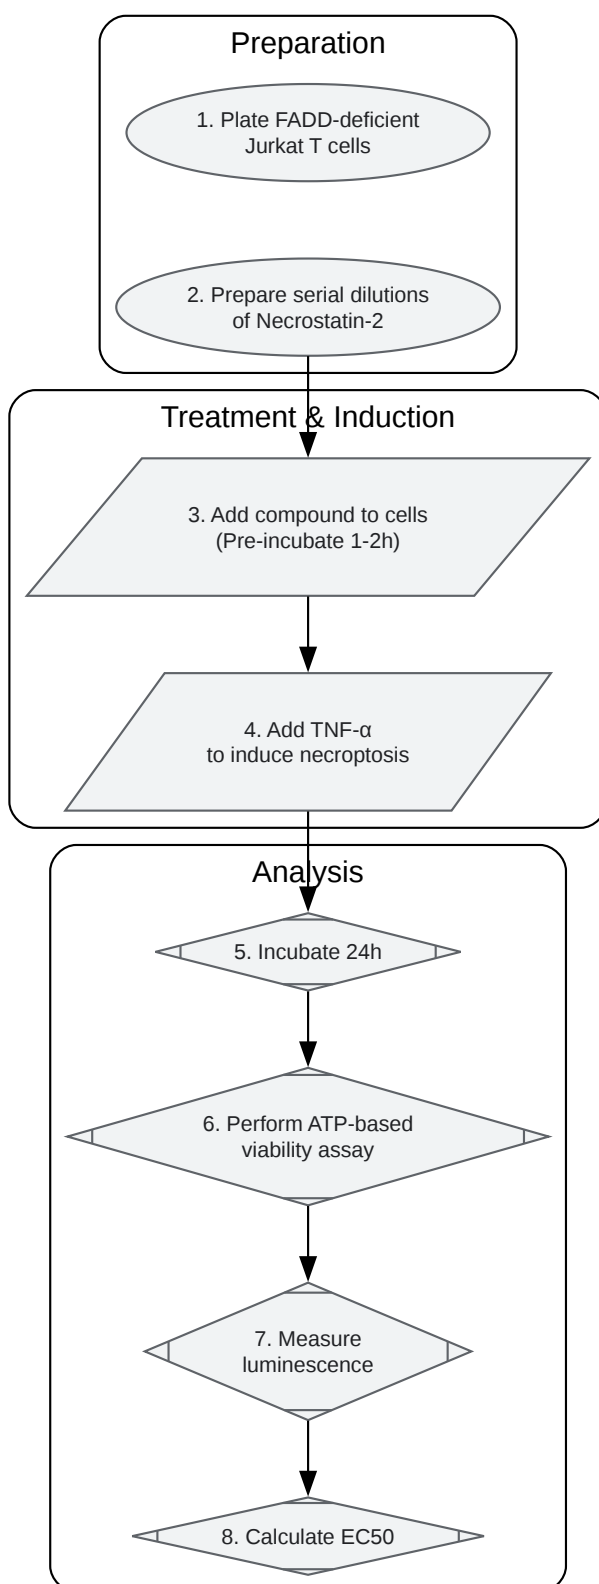 Preparation
1. Plate FADD-deficient
Jurkat T cells
2. Prepare serial dilutions
of Necrostatin-2
Treatment & Induction
3. Add compound to cells
(Pre-incubate 1-2h)
4. Add TNF-α
to induce necroptosis
Analysis
5. Incubate 24h
6. Perform ATP-based
viability assay
7. Measure
luminescence
8. Calculate EC50